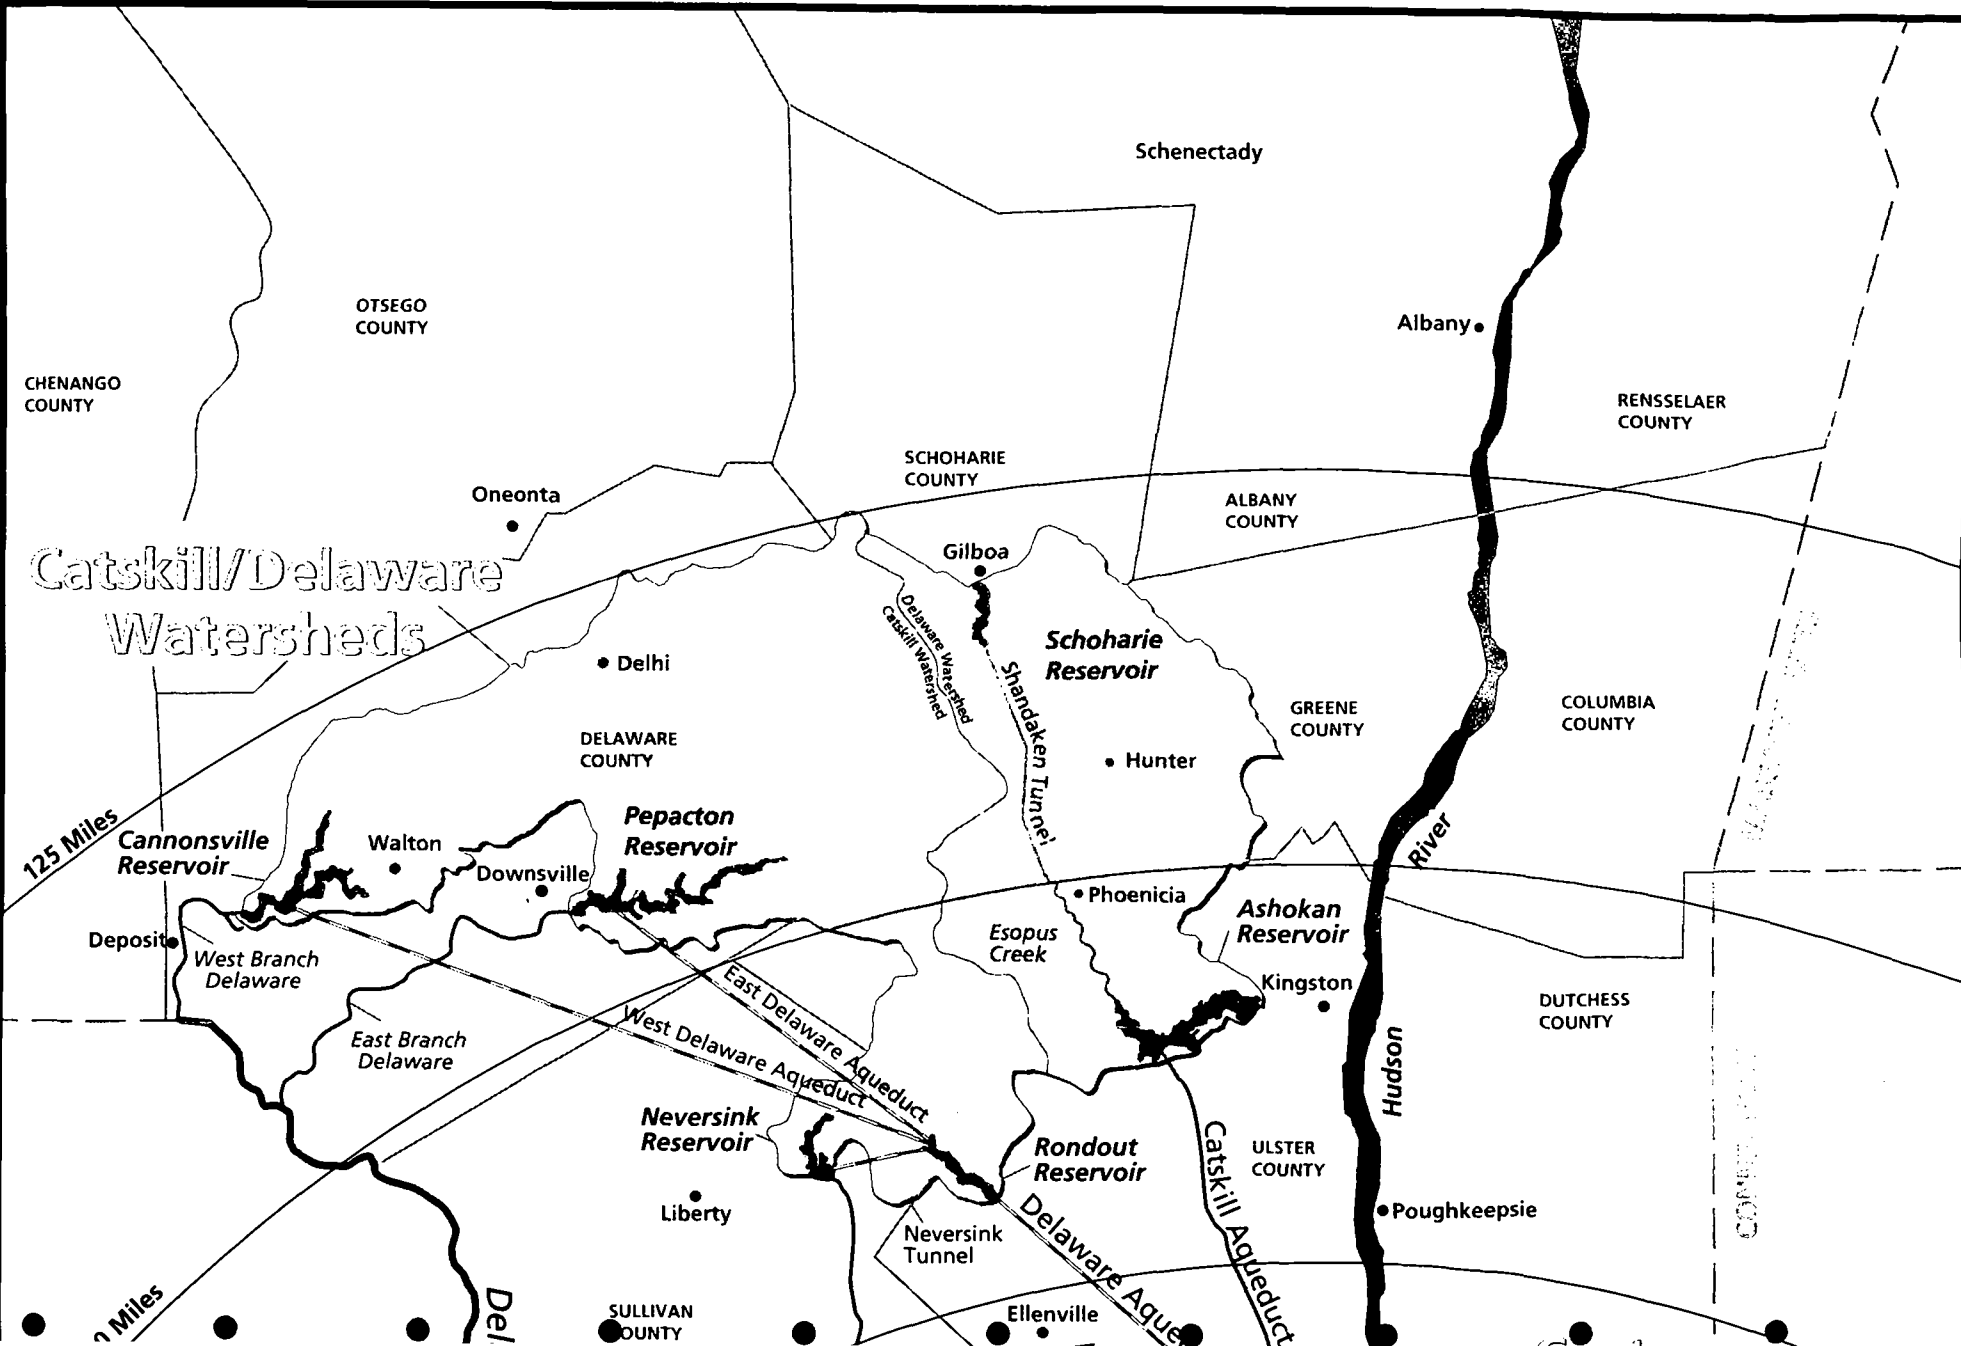 Schenectady
OTSEGO
COUNTY
Albany
CHENANGO
COUNTY
RENSSELAER
COUNTY
SCHOHARIE
COUNTY
Oneonta
ALBANY
COUNTY
Catskill/Delaware
Watersheds
Gilboa
Delaware Watershed
Catskill Watershed
Schoharie
Reservoir
Delhi
Shandaken Tunnel
GREENE
COUNTY
COLUMBIA
COUNTY
DELAWARE
COUNTY
Hunter
125 Miles
Cannonsville
Reservoir
Walton
Pepacton
Reservoir
Downsville
River
Phoenicia
Ashokan
Reservoir
Deposit
West Branch
Delaware
Esopus
Creek
Kingston
East Delaware Aqueduct
West Delaware Aqueduct
DUTCHESS
COUNTY
East Branch
Delaware
Hudson
Neversink
Reservoir
Rondout
Reservoir
Catskill Aqueduct
ULSTER
COUNTY
Liberty
Poughkeepsie
Neversink
Tunnel
Delaware Aque
0 Miles
Del
SULLIVAN
OUNTY
Ellenville